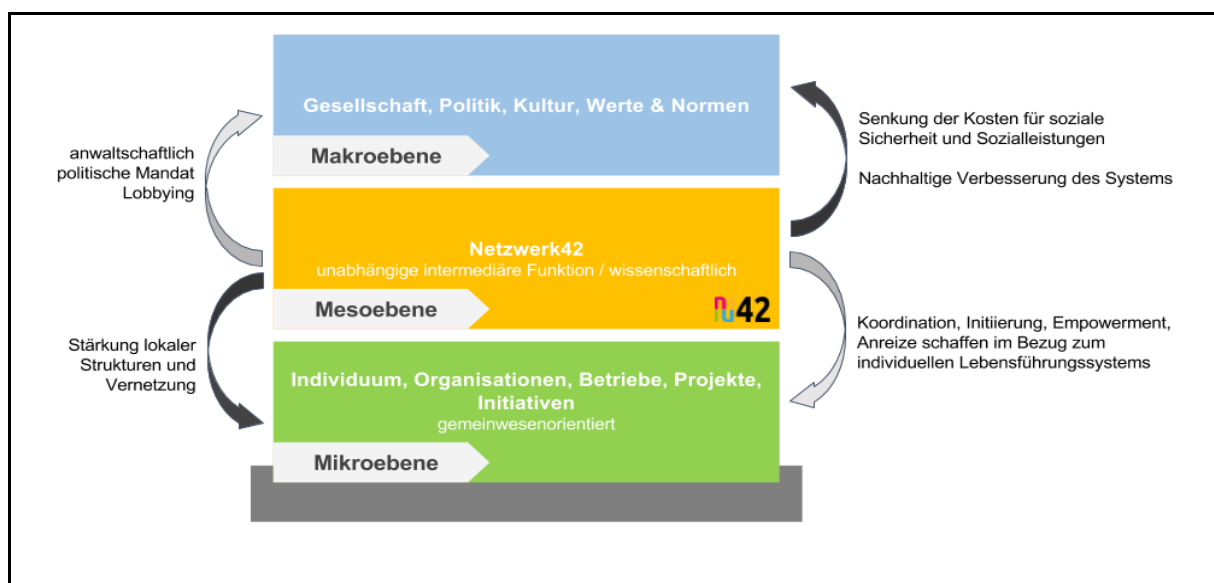 Gesellschaft, Politik, Kultur, Werte & Normen
Makroebene
anwaltschaftlich
politische Mandat
Lobbying
Senkung der Kosten für soziale
Sicherheit und Sozialleistungen
Nachhaltige Verbesserung des Systems
Netzwerk42
unabhängige intermediäre Funktion / wissenschaftlich
Mesoebene
nu42
Stärkung lokaler
Strukturen und
Vernetzung
Koordination, Initiierung, Empowerment,
Anreize schaffen im Bezug zum
individuellen Lebensführungssystems
Individuum, Organisationen, Betriebe, Projekte,
Initiativen
gemeinwesenorientiert
Mikroebene